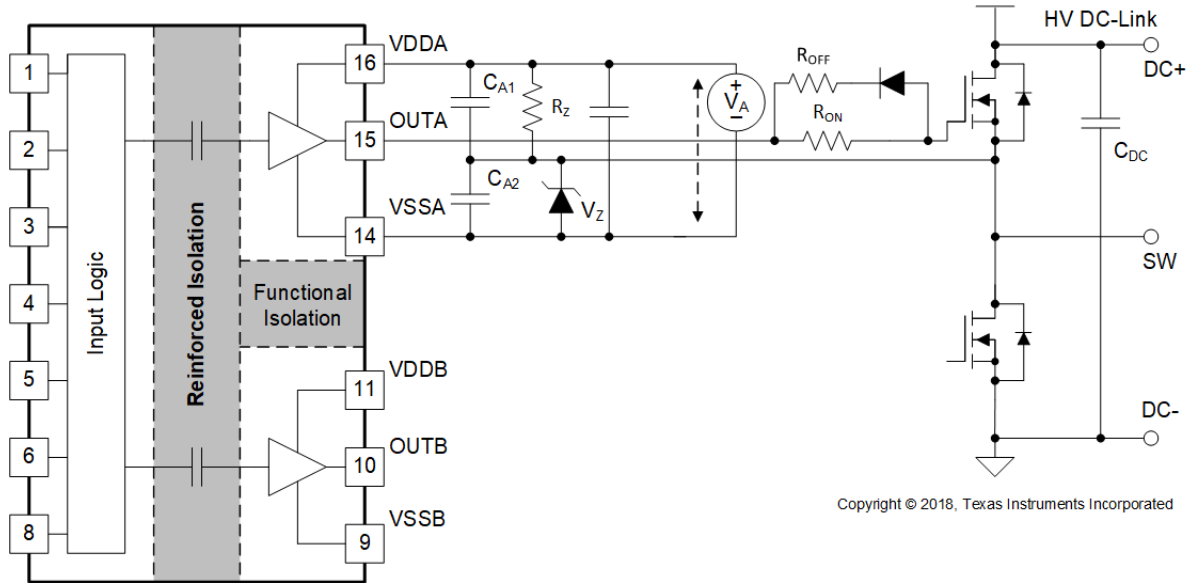 1
2
3
4
5
6
8
Input Logic
Reinforced Isolation
Functional
Isolation
VDDA
16
OUTA
15
VSSA
14
VDDB
11
OUTB
10
VSSB
9
CA1
RZ
CA2
VZ
+
VA
−
ROFF
RON
HV DC-Link
DC+
CDC
SW
DC-
Copyright © 2018, Texas Instruments Incorporated